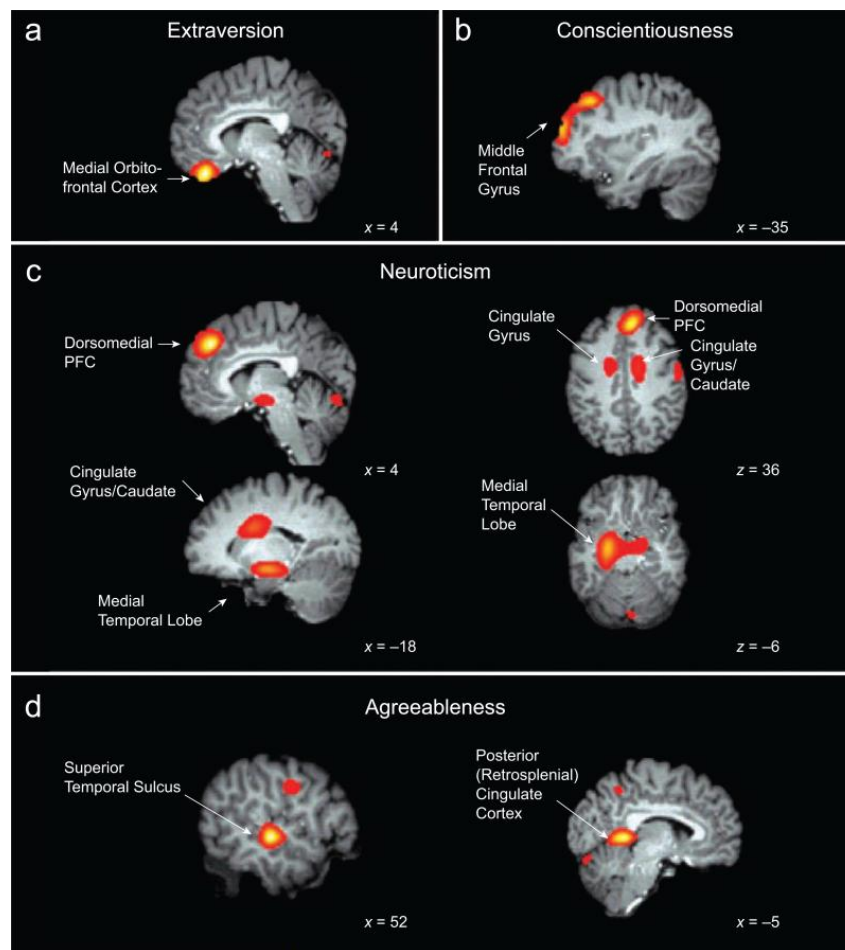 a
Extraversion
Medial Orbito-
frontal Cortex
x = 4
b
Conscientiousness
Middle
Frontal
Gyrus
x = –35
c
Neuroticism
Dorsomedial
PFC
x = 4
Cingulate
Gyrus
Dorsomedial
PFC
Cingulate
Gyrus/
Caudate
z = 36
Cingulate
Gyrus/Caudate
Medial
Temporal Lobe
x = –18
Medial
Temporal
Lobe
z = –6
d
Agreeableness
Superior
Temporal Sulcus
x = 52
Posterior
(Retrosplenial)
Cingulate
Cortex
x = –5